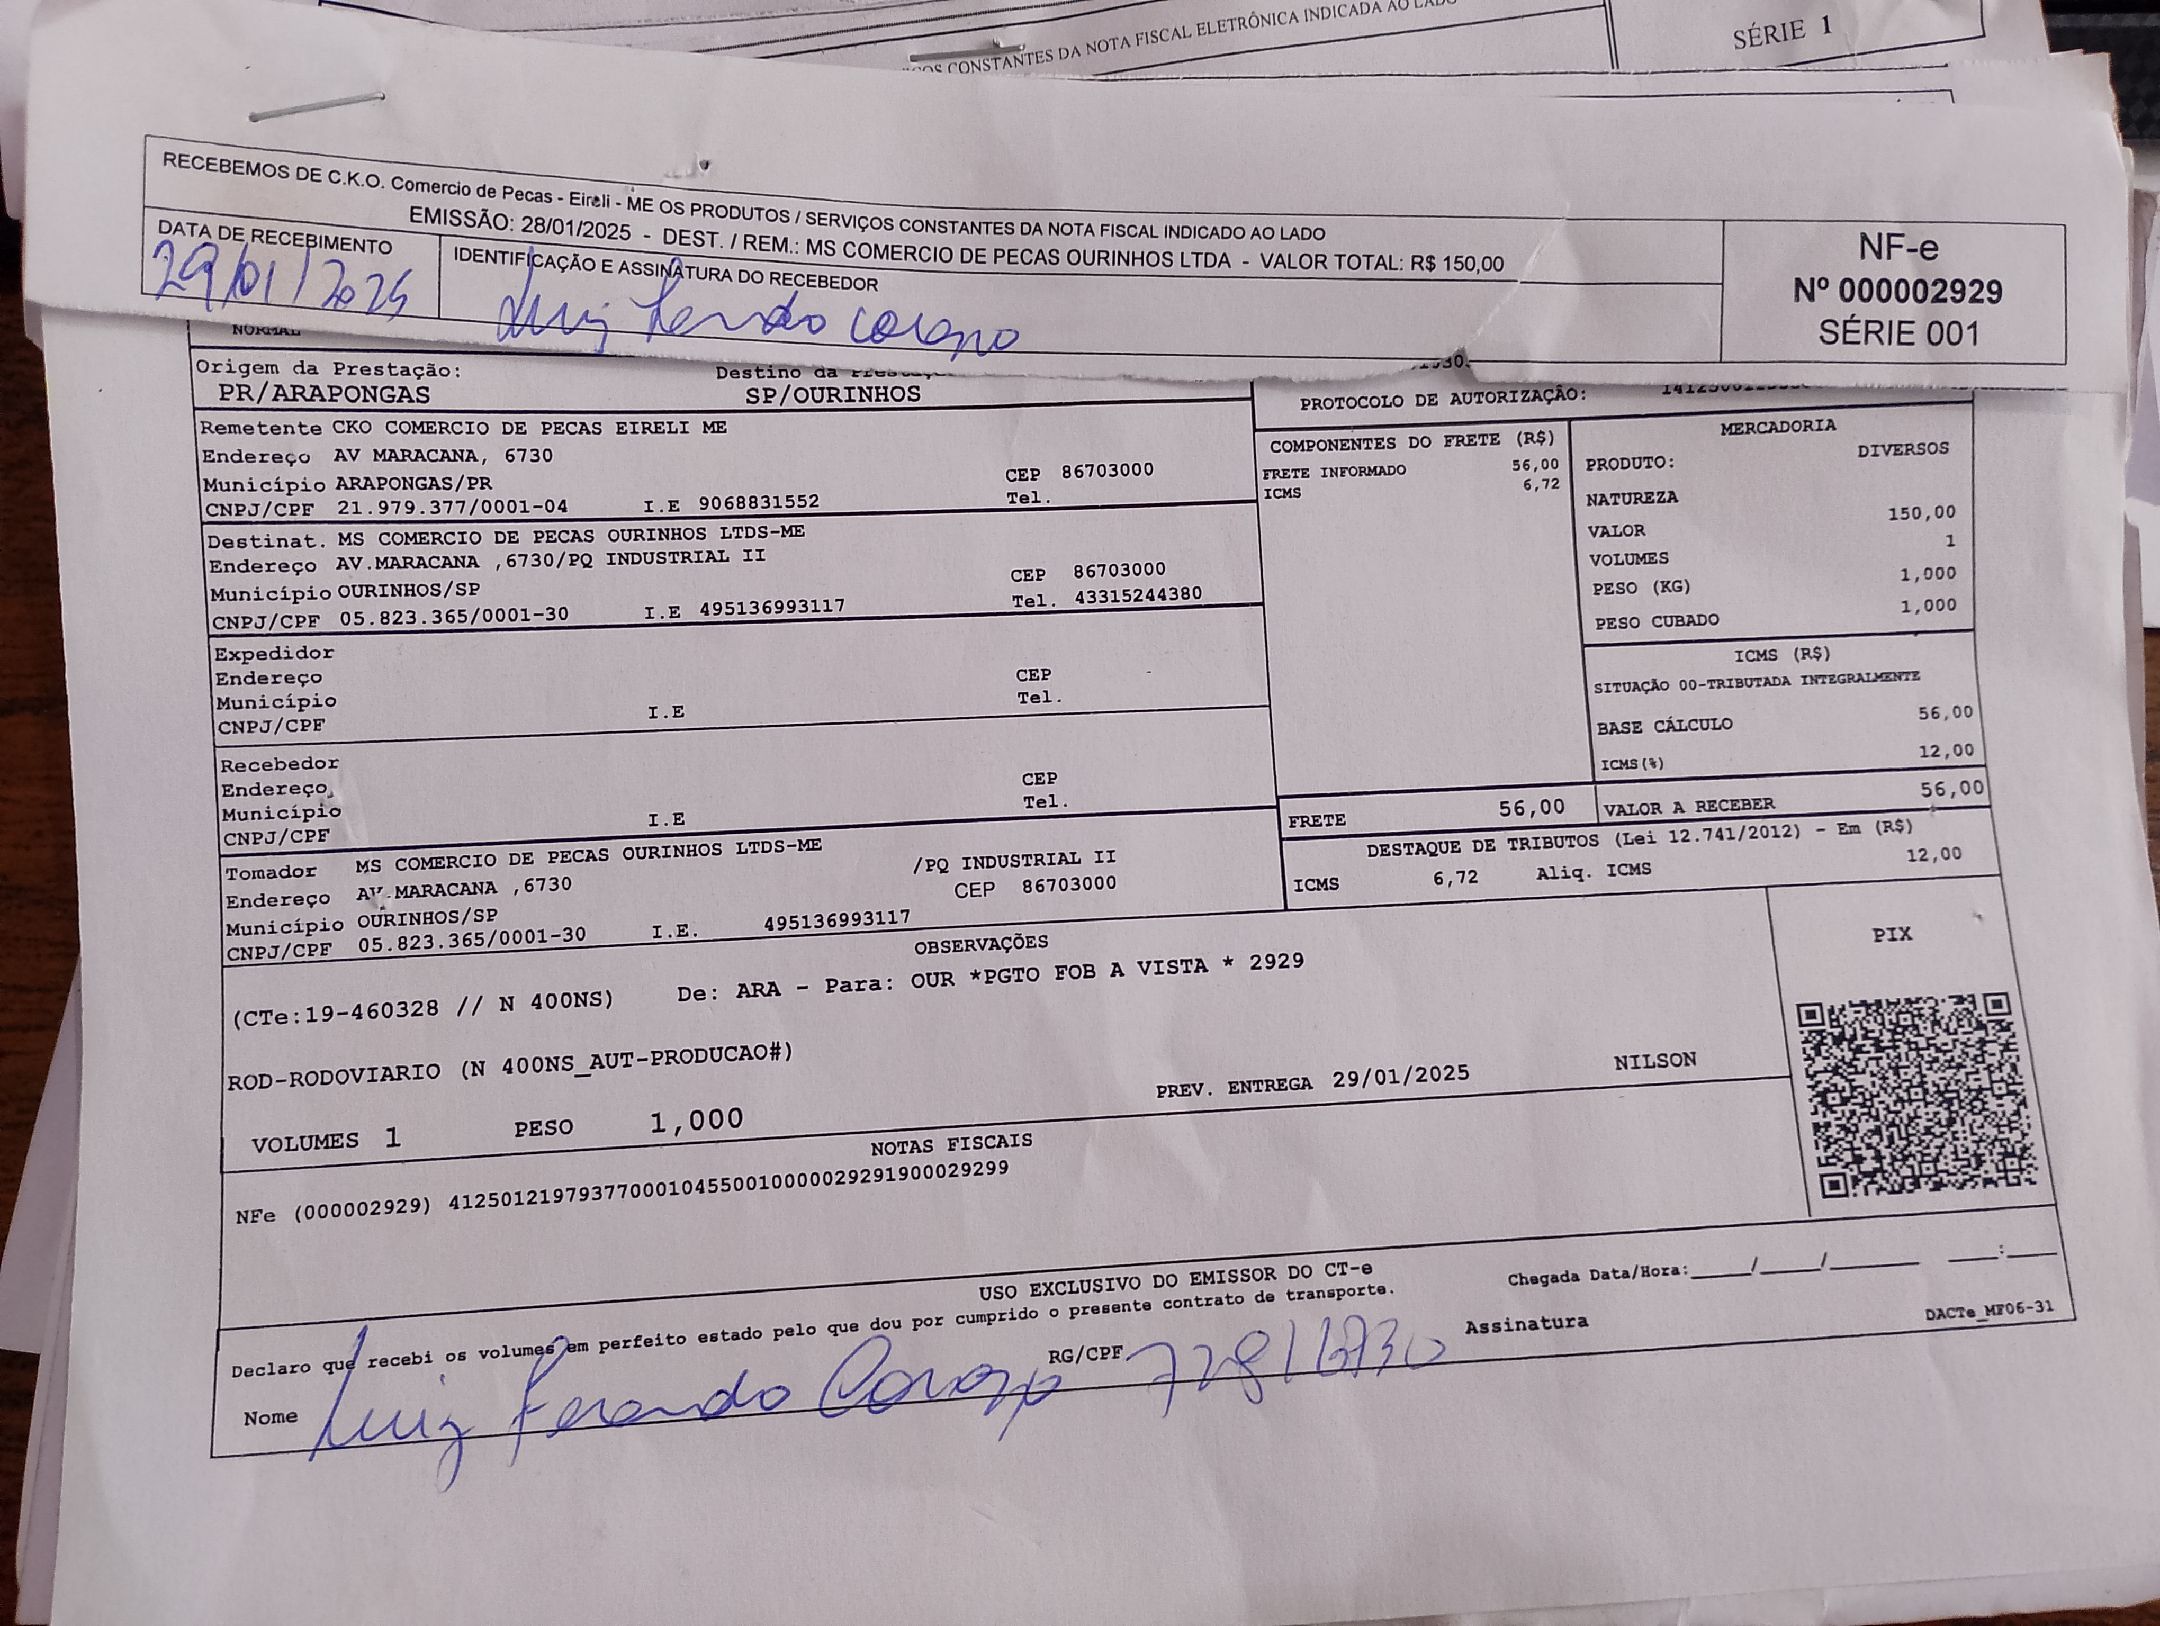 OS CONSTANTES DA NOTA FISCAL ELETRÔNICA INDICADA AO LADO
SÉRIE 1
RECEBEMOS DE C.K.O. Comercio de Pecas - Eireli - ME OS PRODUTOS / SERVIÇOS CONSTANTES DA NOTA FISCAL INDICADO AO LADO
EMISSÃO: 28/01/2025 - DEST. / REM.: MS COMERCIO DE PECAS OURINHOS LTDA - VALOR TOTAL: R$ 150,00
DATA DE RECEBIMENTO
29/01/2025
IDENTIFICAÇÃO E ASSINATURA DO RECEBEDOR
Luiz
NF-e
Nº 000002929
SÉRIE 001
NORMAL
Origem da Prestação:
PR/ARAPONGAS
Destino da
SP/OURINHOS
PROTOCOLO DE AUTORIZAÇÃO:
Remetente CKO COMERCIO DE PECAS EIRELI ME
Endereço AV MARACANA, 6730
CEP 86703000
Município ARAPONGAS/PR
Tel.
CNPJ/CPF 21.979.377/0001-04 I.E 9068831552
Destinat. MS COMERCIO DE PECAS OURINHOS LTDS-ME
Endereço AV.MARACANA ,6730/PQ INDUSTRIAL II
CEP 86703000
Município OURINHOS/SP
Tel. 43315244380
CNPJ/CPF 05.823.365/0001-30 I.E 495136993117
Expedidor
Endereço
CEP
Município
Tel.
CNPJ/CPF I.E
Recebedor
Endereço
CEP
Município
Tel.
CNPJ/CPF I.E
Tomador MS COMERCIO DE PECAS OURINHOS LTDS-ME
Endereço AV.MARACANA ,6730 /PQ INDUSTRIAL II
CEP 86703000
Município OURINHOS/SP
CNPJ/CPF 05.823.365/0001-30 I.E. 495136993117
COMPONENTES DO FRETE (R$)
FRETE INFORMADO 56,00
ICMS 6,72
MERCADORIA
PRODUTO: DIVERSOS
NATUREZA
VALOR 150,00
VOLUMES 1
PESO (KG) 1,000
PESO CUBADO 1,000
ICMS (R$)
SITUAÇÃO 00-TRIBUTADA INTEGRALMENTE
BASE CÁLCULO 56,00
ICMS(%) 12,00
FRETE 56,00
VALOR A RECEBER 56,00
DESTAQUE DE TRIBUTOS (Lei 12.741/2012) - Em (R$)
ICMS 6,72 Aliq. ICMS 12,00
OBSERVAÇÕES
(CTe:19-460328 // N 400NS) De: ARA - Para: OUR *PGTO FOB A VISTA * 2929
ROD-RODOVIARIO (N 400NS_AUT-PRODUCAO#)
PREV. ENTREGA 29/01/2025 NILSON
VOLUMES 1 PESO 1,000
PIX
NOTAS FISCAIS
NFe (000002929) 41250121979377000104550010000029291900029299
USO EXCLUSIVO DO EMISSOR DO CT-e
Declaro que recebi os volumes em perfeito estado pelo que dou por cumprido o presente contrato de transporte.
Chegada Data/Hora:_____/_____/_______ ____:____
Nome Luiz
RG/CPF
Assinatura
DACTe_MF06-31